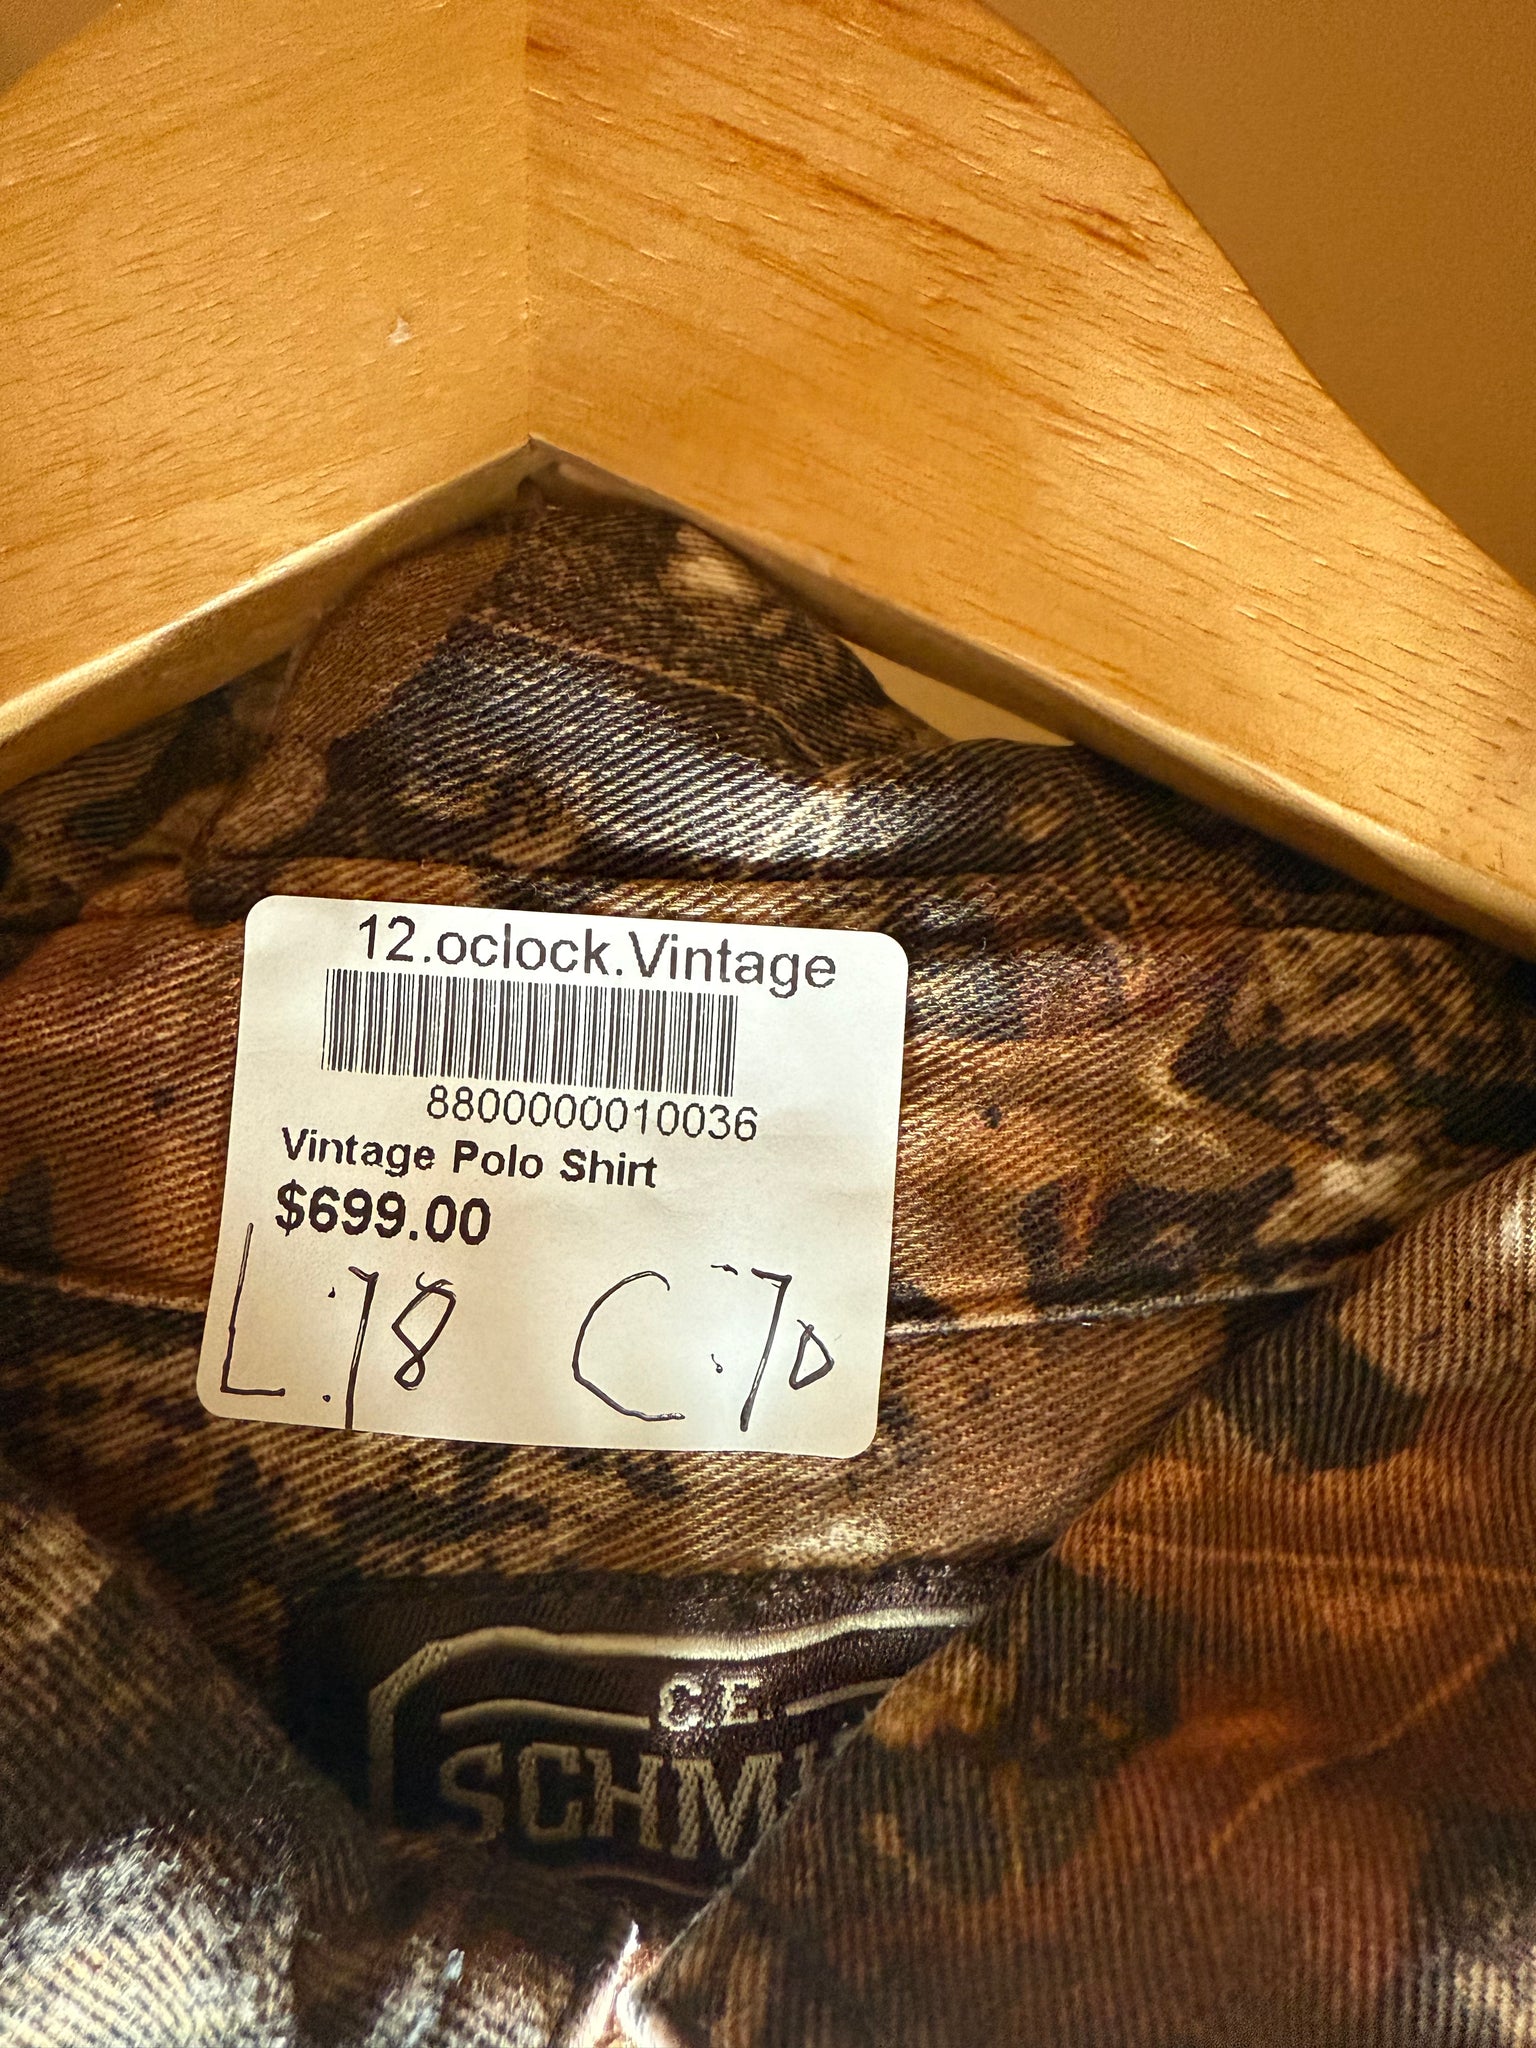 12.oclock.Vintage
8800000010036
Vintage Polo Shirt
$699.00
L:78 C:70
C.E.
SCHM